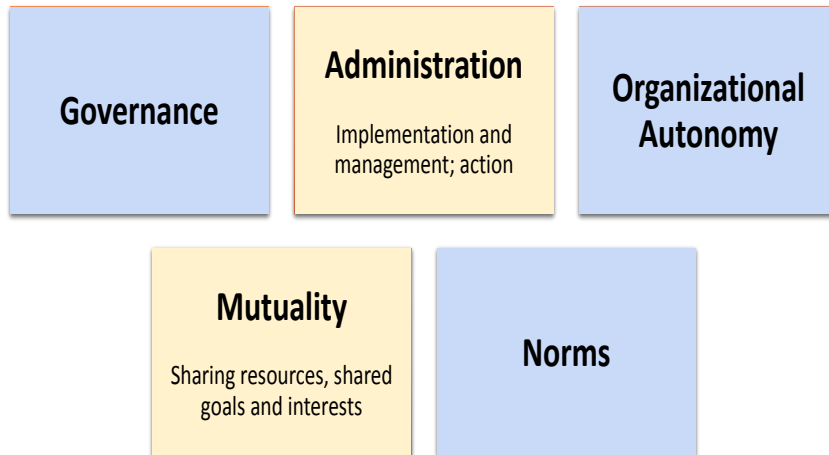 Governance
Administration
Implementation and
management; action
Organizational
Autonomy
Mutuality
Sharing resources, shared
goals and interests
Norms